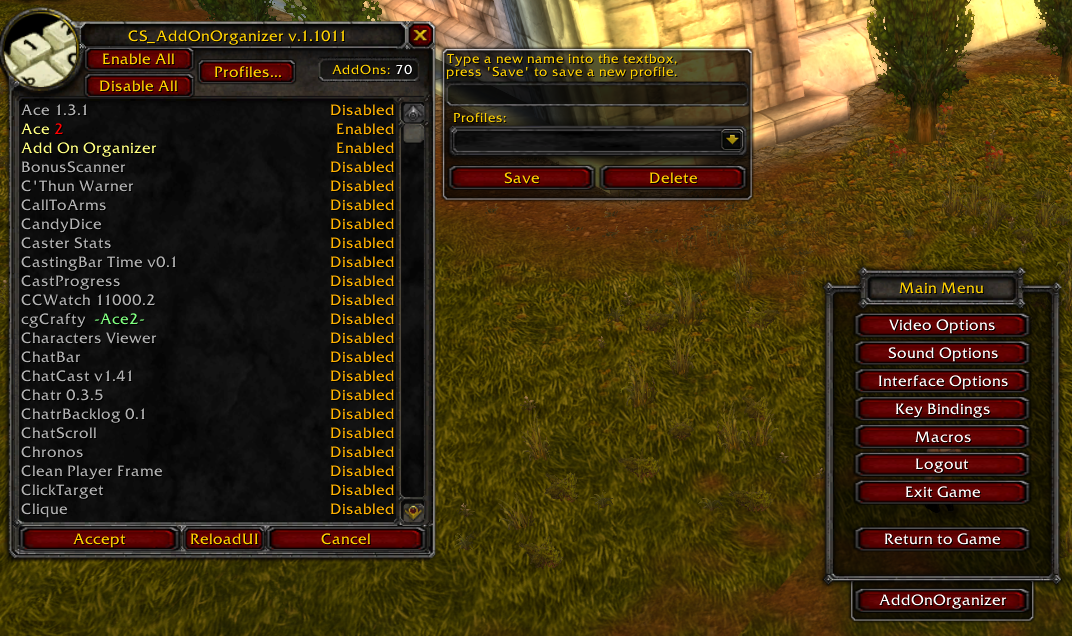 CS_AddOnOrganizer v.1.1011
Enable All
Disable All
Profiles...
AddOns: 70
Ace 1.3.1 Disabled
Ace 2 Enabled
Add On Organizer Enabled
BonusScanner Disabled
C'Thun Warner Disabled
CallToArms Disabled
CandyDice Disabled
Caster Stats Disabled
CastingBar Time v0.1 Disabled
CastProgress Disabled
CCWatch 11000.2 Disabled
cgCrafty -Ace2- Disabled
Characters Viewer Disabled
ChatBar Disabled
ChatCast v1.41 Disabled
Chatr 0.3.5 Disabled
ChatrBacklog 0.1 Disabled
ChatScroll Disabled
Chronos Disabled
Clean Player Frame Disabled
ClickTarget Disabled
Clique Disabled
Accept ReloadUI Cancel
Type a new name into the textbox,
press 'Save' to save a new profile.
Profiles:
Save Delete
Main Menu
Video Options
Sound Options
Interface Options
Key Bindings
Macros
Logout
Exit Game
Return to Game
AddOnOrganizer